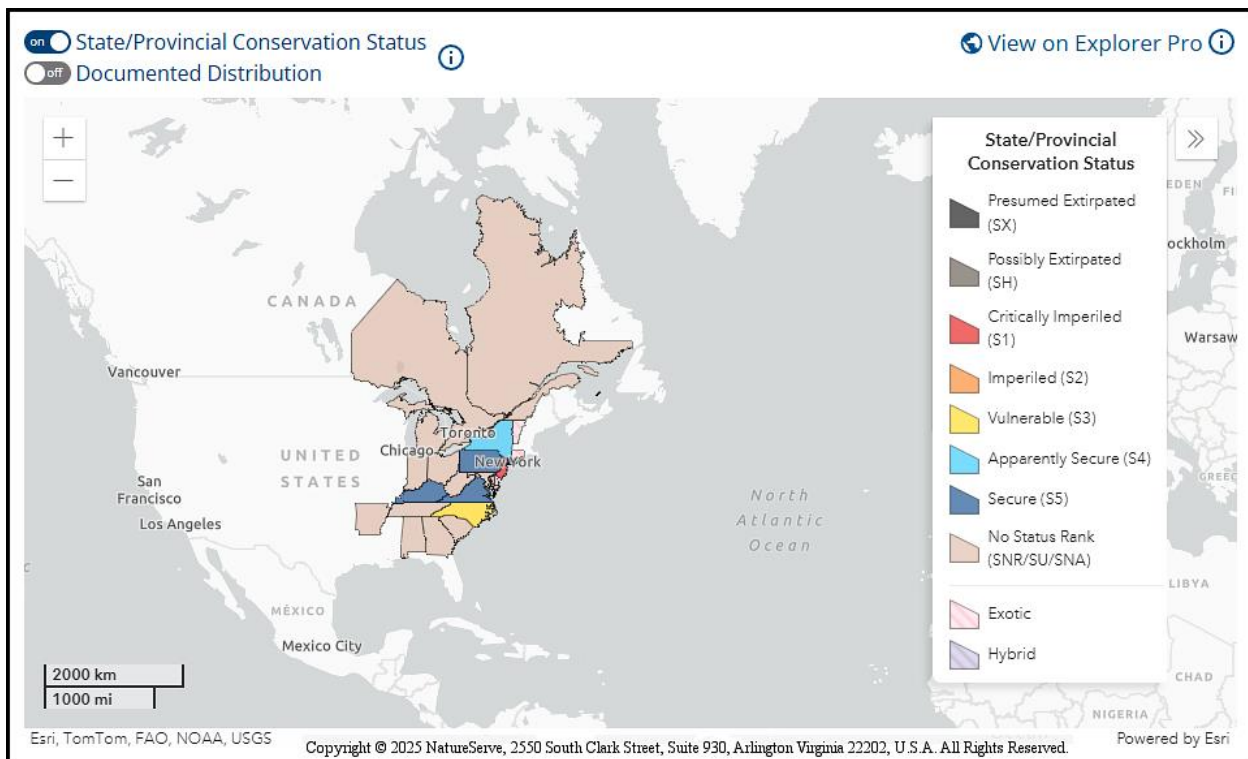 on State/Provincial Conservation Status
off Documented Distribution
View on Explorer Pro
State/Provincial
Conservation Status
Presumed Extirpated
(SX)
Possibly Extirpated
(SH)
Critically Imperiled
(S1)
Imperiled (S2)
Vulnerable (S3)
Apparently Secure (S4)
Secure (S5)
No Status Rank
(SNR/SU/SNA)
Exotic
Hybrid
CANADA
Vancouver
Toronto
Chicago
New York
UNITED
STATES
San
Francisco
Los Angeles
North
Atlantic
Ocean
MÉXICO
Mexico City
EDEN
ockholm
Warsaw
LIBYA
CHAD
NIGERIA
2000 km
1000 mi
Esri, TomTom, FAO, NOAA, USGS
Copyright © 2025 NatureServe, 2550 South Clark Street, Suite 930, Arlington Virginia 22202, U.S.A. All Rights Reserved.
Powered by Esri